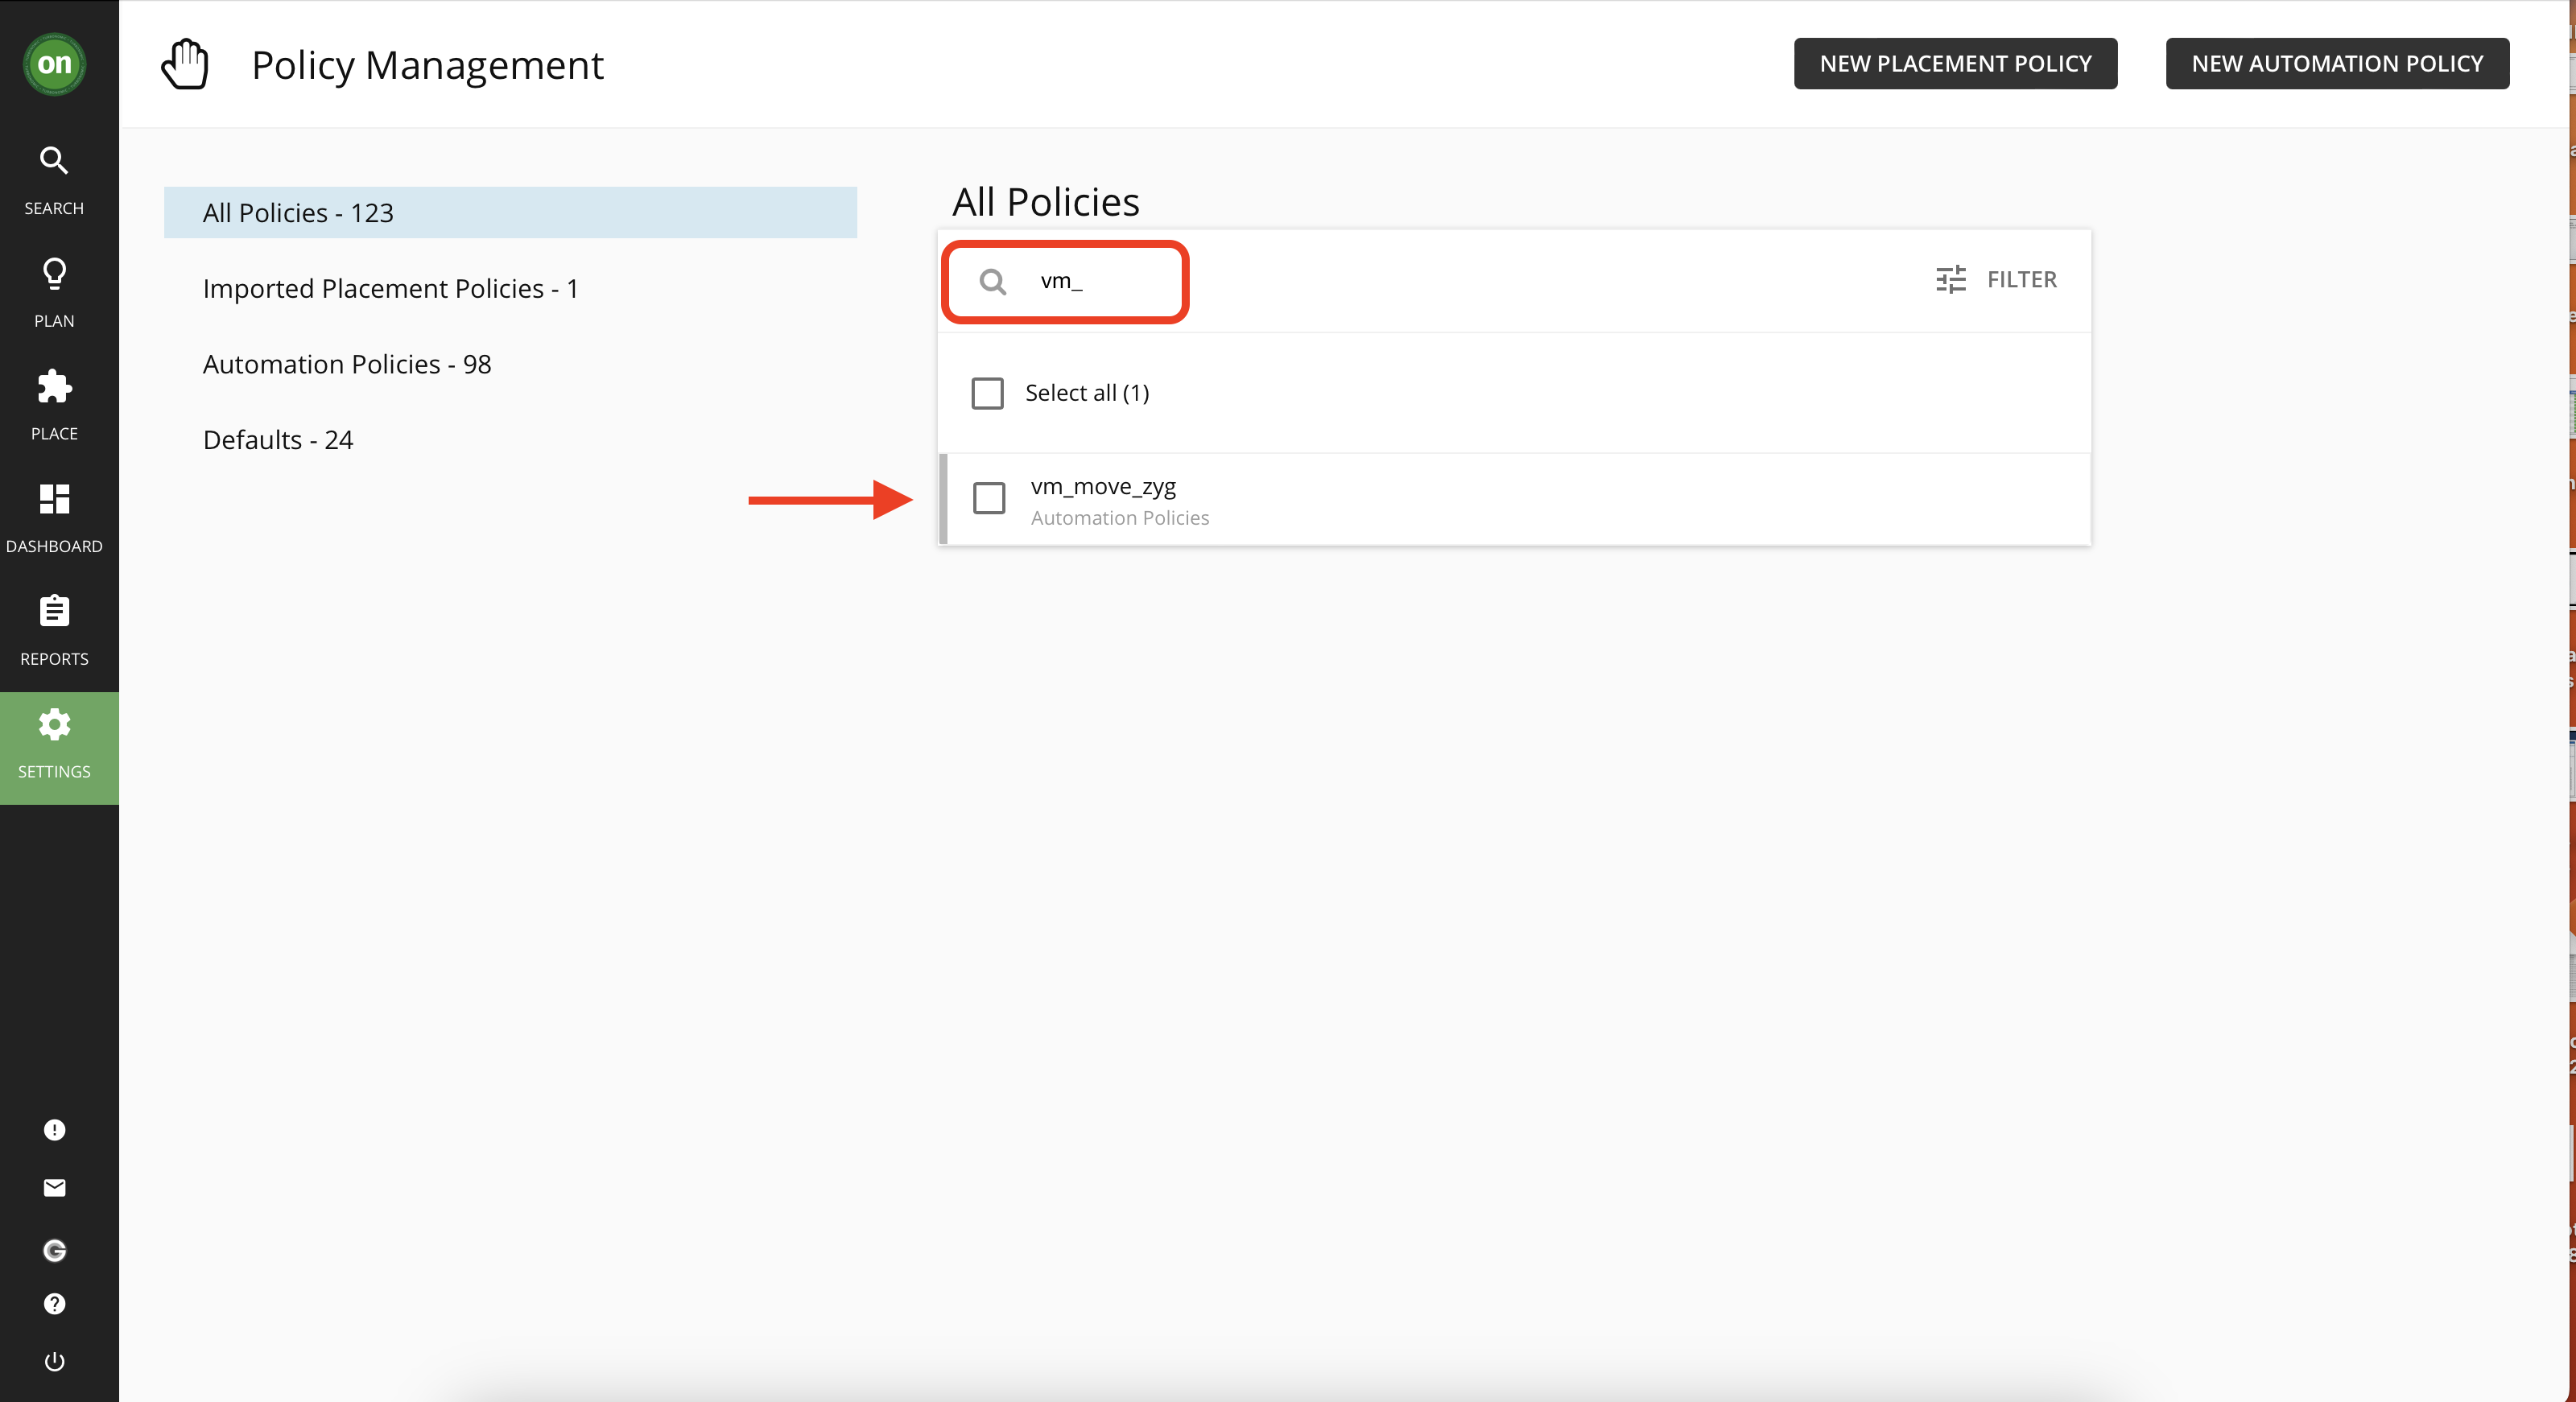 on
Policy Management
NEW PLACEMENT POLICY
NEW AUTOMATION POLICY
SEARCH
PLAN
PLACE
DASHBOARD
REPORTS
SETTINGS
All Policies - 123
Imported Placement Policies - 1
Automation Policies - 98
Defaults - 24
All Policies
vm_
FILTER
Select all (1)
vm_move_zyg
Automation Policies